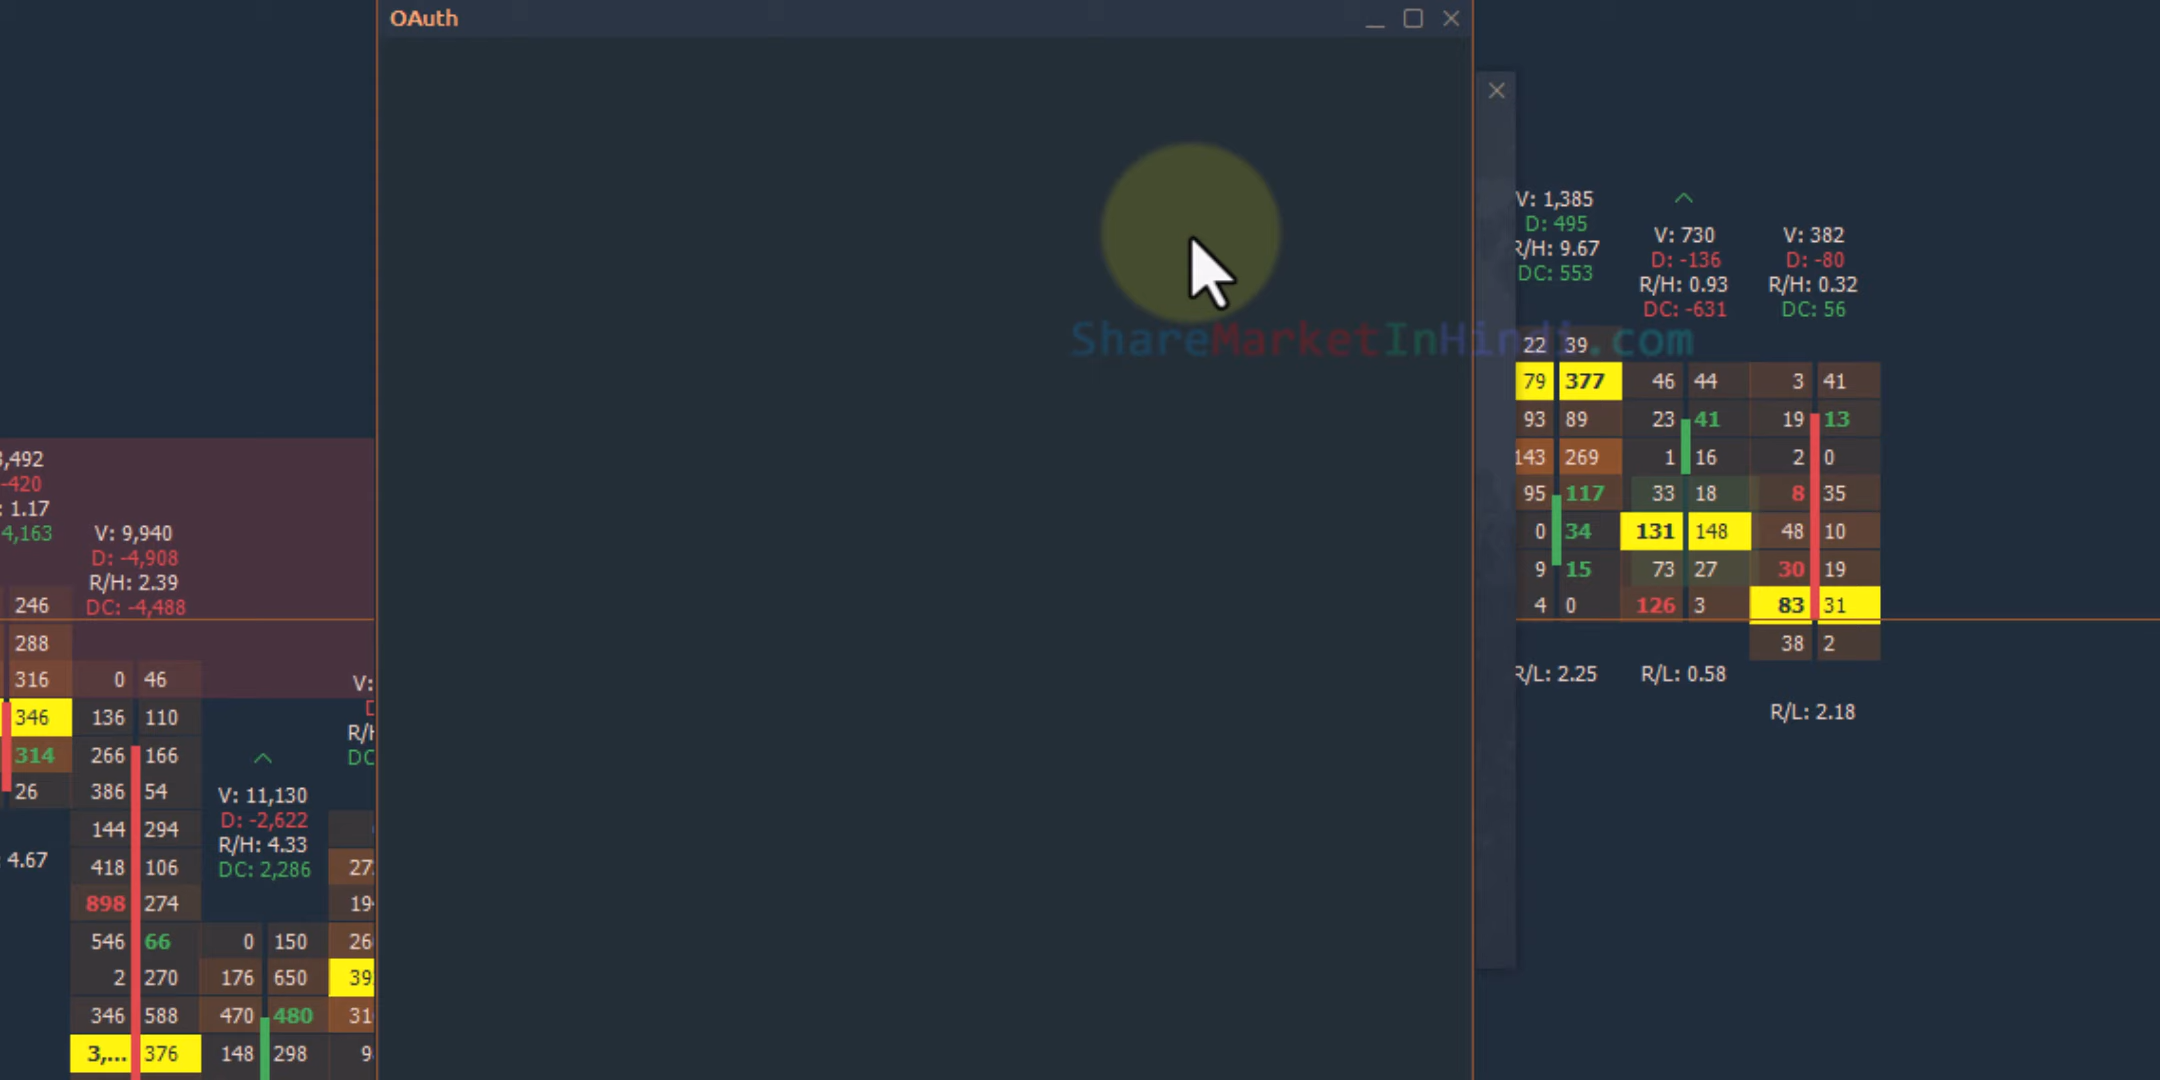 OAuth
V: 1,385
D: 495
R/H: 9.67
DC: 553
V: 730
D: -136
R/H: 0.93
DC: -631
V: 382
D: -80
R/H: 0.32
DC: 56
ShareMarketInHindi.com
22 39
79 377 46 44 3 41
93 89 23 41 19 13
143 269 1 16 2 0
95 117 33 18 8 35
0 34 131 148 48 10
9 15 73 27 30 19
4 0 126 3 83 31
38 2
R/L: 2.25 R/L: 0.58
R/L: 2.18
3,492
-420
: 1.17
4,163
V: 9,940
D: -4,908
R/H: 2.39
DC: -4,488
246
288
316 0 46
346 136 110
314 266 166
26 386 54
144 294
4.67 418 106
898 274
546 66
2 270
346 588
3,... 376
V: 11,130
D: -2,622
R/H: 4.33
DC: 2,286
0 150
176 650
470 480
148 298
V:
R/H
DC